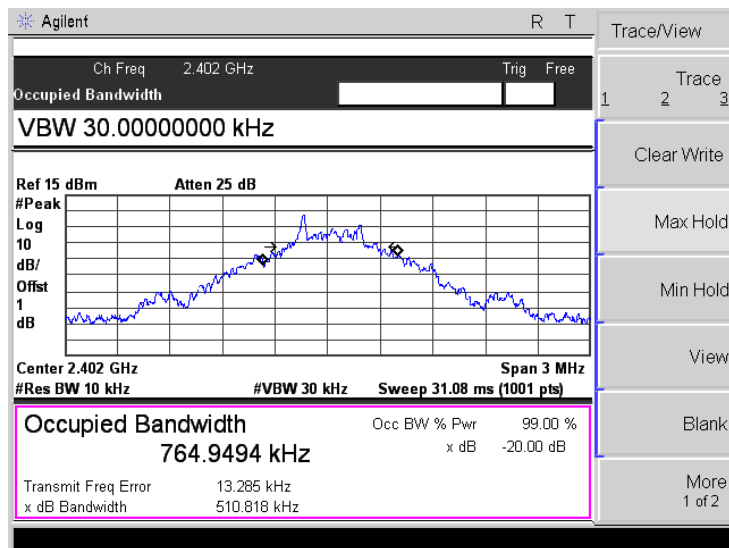 Agilent R T
Trace/View
Ch Freq 2.402 GHz Trig Free
Occupied Bandwidth
Trace
1 2 3
VBW 30.00000000 kHz
Clear Write
Ref 15 dBm Atten 25 dB
#Peak
Log
10
dB/
Offst
1
dB
Max Hold
Min Hold
Center 2.402 GHz Span 3 MHz
#Res BW 10 kHz #VBW 30 kHz Sweep 31.08 ms (1001 pts)
View
Occupied Bandwidth Occ BW % Pwr 99.00 %
764.9494 kHz x dB -20.00 dB
Blank
Transmit Freq Error 13.285 kHz
x dB Bandwidth 510.818 kHz
More
1 of 2